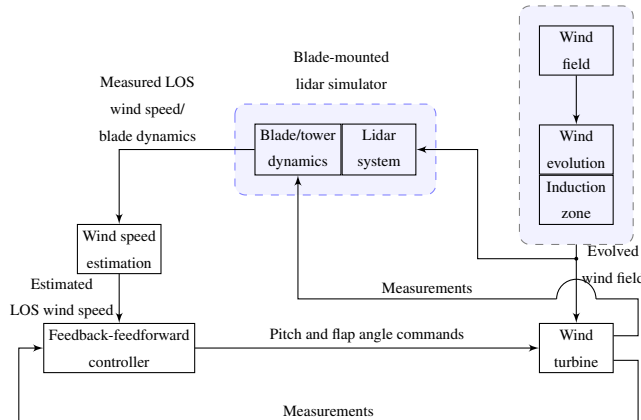 Wind
field
Blade-mounted
lidar simulator
Measured LOS
wind speed/
blade dynamics
Blade/tower
dynamics
Lidar
system
Wind
evolution
Induction
zone
Wind speed
estimation
Evolved
wind field
Estimated
LOS wind speed
Measurements
Feedback-feedforward
controller
Pitch and flap angle commands
Wind
turbine
Measurements